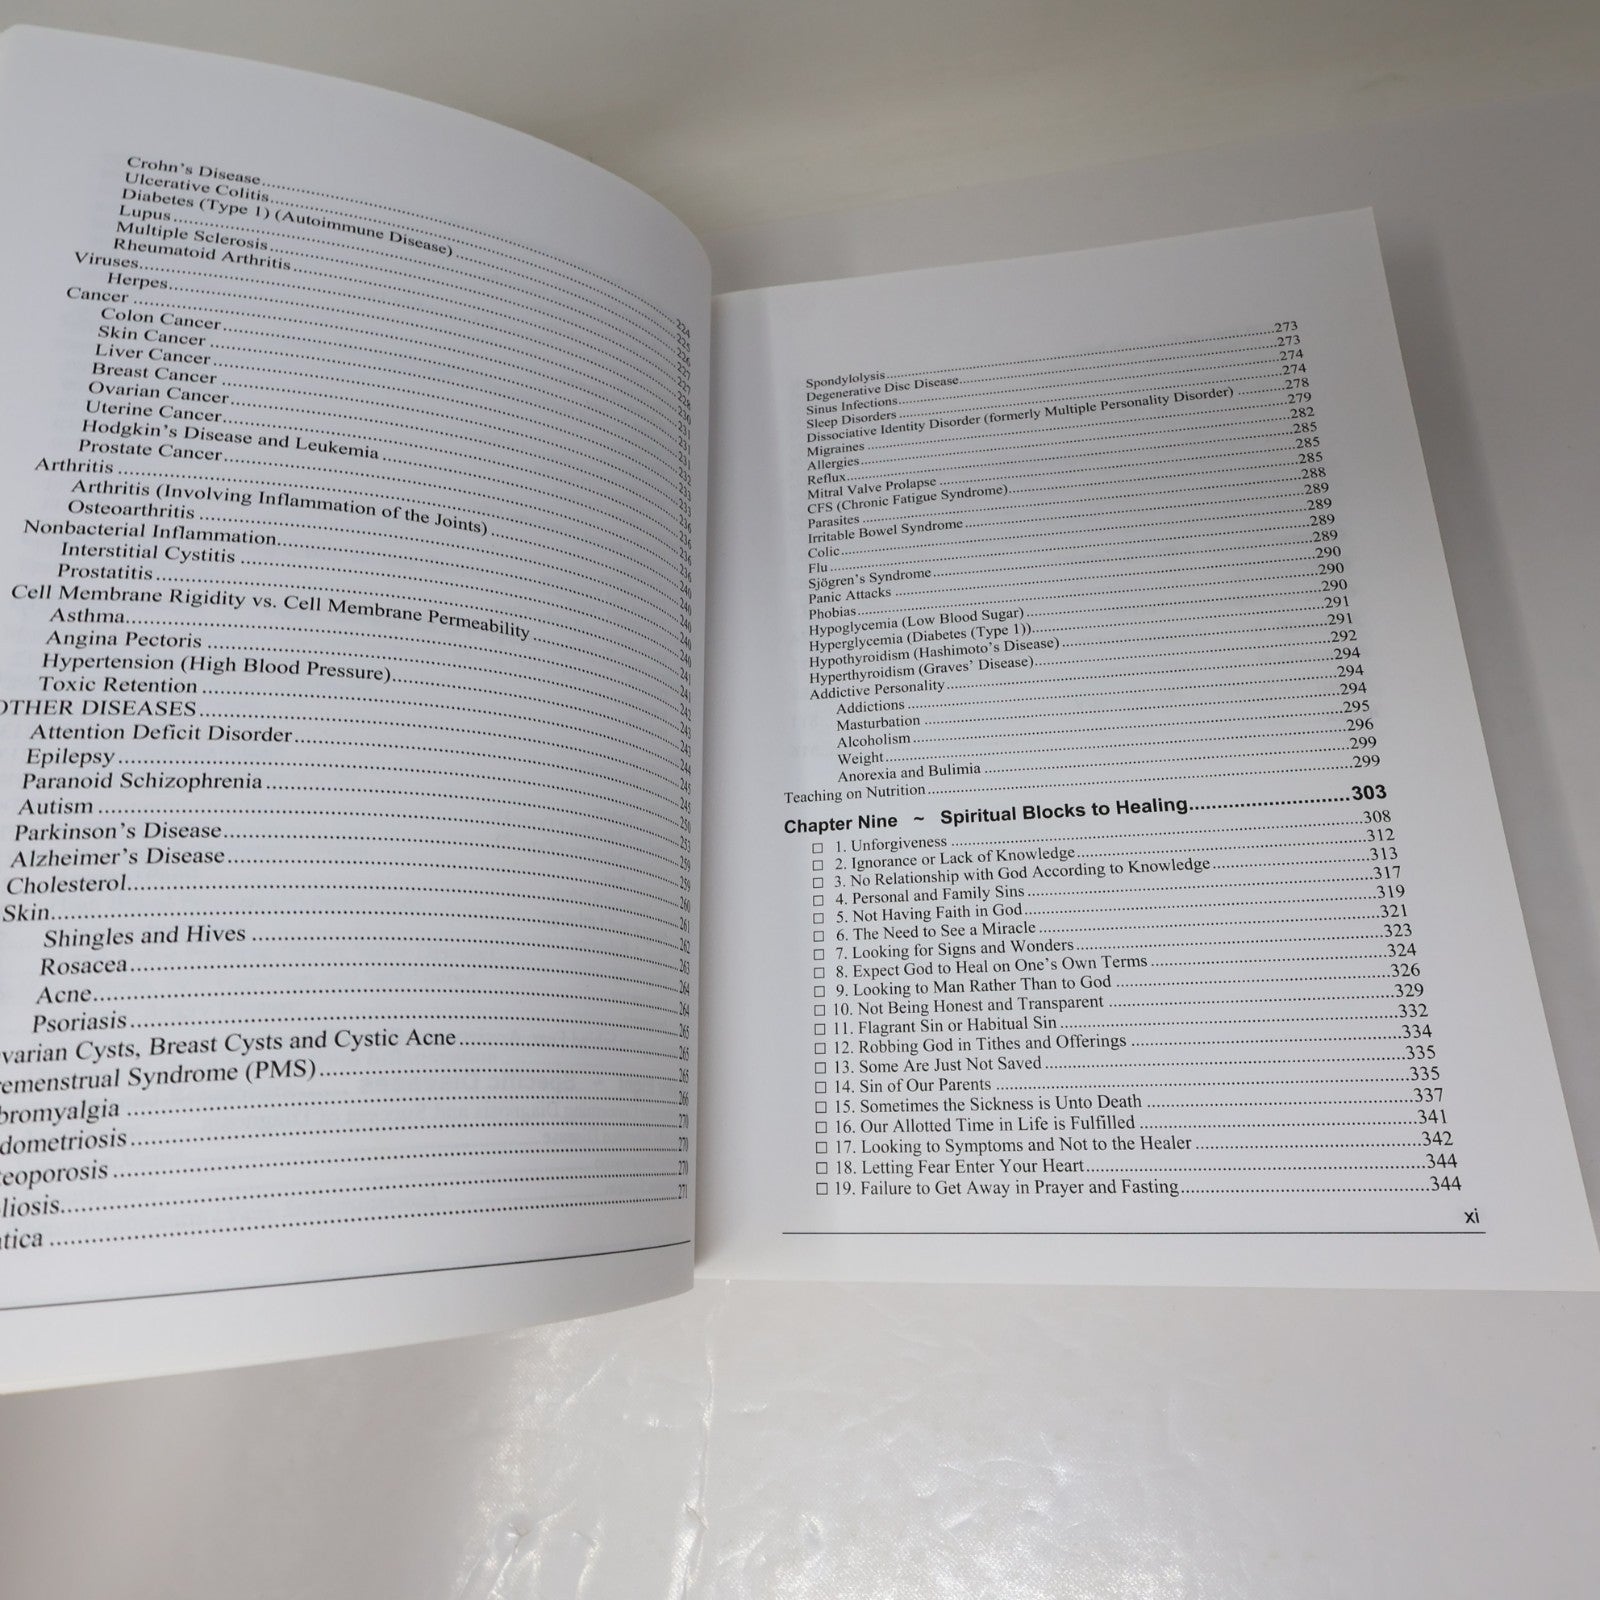 Crohn's Disease
Ulcerative Colitis
Diabetes (Type 1) (Autoimmune Disease)
Lupus
Multiple Sclerosis
Rheumatoid Arthritis
Viruses
Herpes
Cancer
Colon Cancer
Skin Cancer
Liver Cancer
Breast Cancer
Ovarian Cancer
Uterine Cancer
Hodgkin's Disease and Leukemia
Prostate Cancer
Arthritis
Arthritis (Involving Inflammation of the Joints)
Osteoarthritis
Nonbacterial Inflammation
Interstitial Cystitis
Prostatitis
Cell Membrane Rigidity vs. Cell Membrane Permeability
Asthma
Angina Pectoris
Hypertension (High Blood Pressure)
Toxic Retention
OTHER DISEASES
Attention Deficit Disorder
Epilepsy
Paranoid Schizophrenia
Autism
Parkinson's Disease
Alzheimer's Disease
Cholesterol
Skin
Shingles and Hives
Rosacea
Acne
Psoriasis
varian Cysts, Breast Cysts and Cystic Acne
remenstrual Syndrome (PMS)
bromyalgia
dometriosis
teoporosis
liosis
tica
Spondylolysis 273
Degenerative Disc Disease 273
Sinus Infections 274
Sleep Disorders 274
Dissociative Identity Disorder (formerly Multiple Personality Disorder) 278
Migraines 279
Allergies 282
Reflux 285
Mitral Valve Prolapse 285
CFS (Chronic Fatigue Syndrome) 285
Parasites 288
Irritable Bowel Syndrome 289
Colic 289
Flu 289
Sjögren's Syndrome 289
Panic Attacks 290
Phobias 290
Hypoglycemia (Low Blood Sugar) 290
Hyperglycemia (Diabetes (Type 1)) 291
Hypothyroidism (Hashimoto's Disease) 291
Hyperthyroidism (Graves' Disease) 292
Addictive Personality 294
Addictions 294
Masturbation 294
Alcoholism 295
Weight 296
Anorexia and Bulimia 299
Teaching on Nutrition 299
Chapter Nine ~ Spiritual Blocks to Healing 303
☐ 1. Unforgiveness 308
☐ 2. Ignorance or Lack of Knowledge 312
☐ 3. No Relationship with God According to Knowledge 313
☐ 4. Personal and Family Sins 317
☐ 5. Not Having Faith in God 319
☐ 6. The Need to See a Miracle 321
☐ 7. Looking for Signs and Wonders 323
☐ 8. Expect God to Heal on One's Own Terms 324
☐ 9. Looking to Man Rather Than to God 326
☐ 10. Not Being Honest and Transparent 329
☐ 11. Flagrant Sin or Habitual Sin 332
☐ 12. Robbing God in Tithes and Offerings 334
☐ 13. Some Are Just Not Saved 335
☐ 14. Sin of Our Parents 335
☐ 15. Sometimes the Sickness is Unto Death 337
☐ 16. Our Allotted Time in Life is Fulfilled 341
☐ 17. Looking to Symptoms and Not to the Healer 342
☐ 18. Letting Fear Enter Your Heart 344
☐ 19. Failure to Get Away in Prayer and Fasting 344
xi